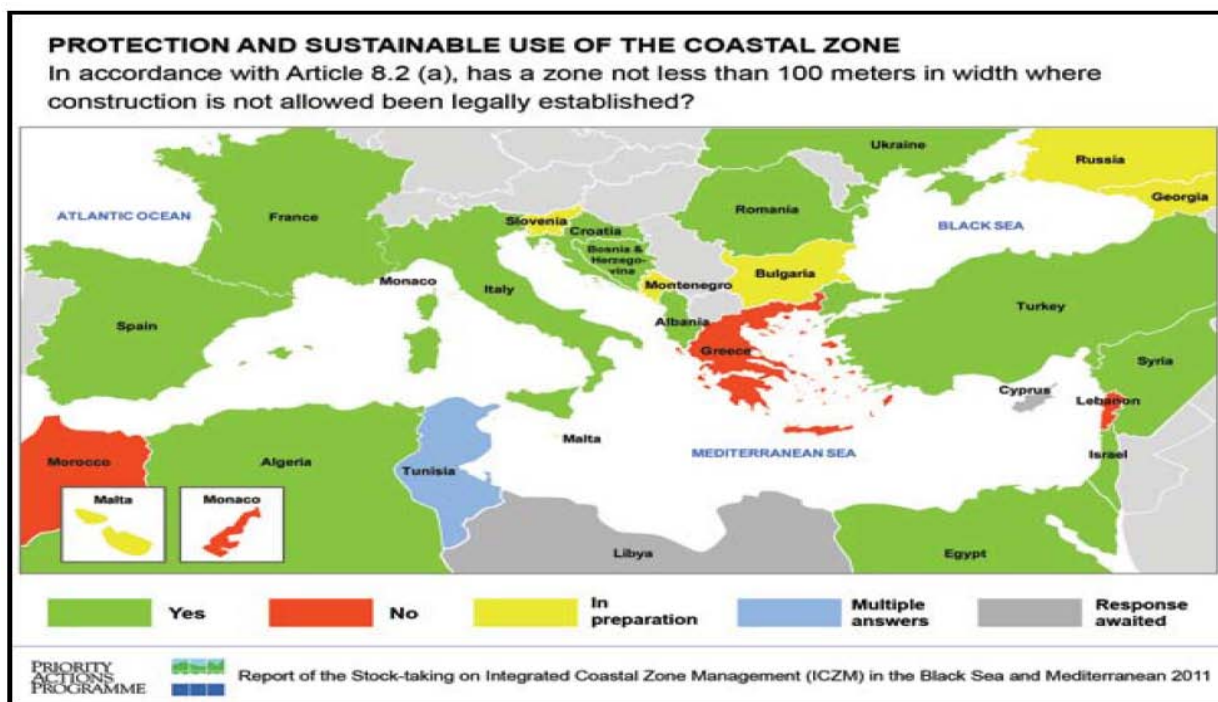 PROTECTION AND SUSTAINABLE USE OF THE COASTAL ZONE
In accordance with Article 8.2 (a), has a zone not less than 100 meters in width where
construction is not allowed been legally established?
Ukraine
Russia
ATLANTIC OCEAN
France
Slovenia
Romania
Georgia
Croatia
BLACK SEA
Bosnia &
Herzego-
vina
Bulgaria
Monaco
Italy
Montenegro
Turkey
Spain
Albania
Greece
Syria
Cyprus
Lebanon
Malta
MEDITERRANEAN SEA
Israel
Morocco
Algeria
Tunisia
Malta
Monaco
Libya
Egypt
Yes
No
In
preparation
Multiple
answers
Response
awaited
PRIORITY
ACTIONS
PROGRAMME
Report of the Stock-taking on Integrated Coastal Zone Management (ICZM) in the Black Sea and Mediterranean 2011